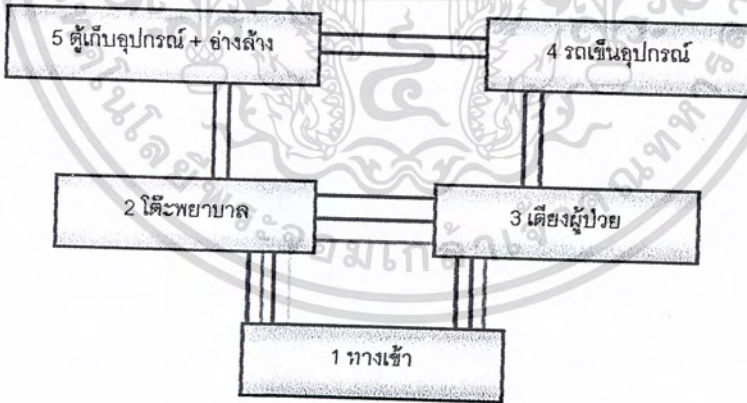 5 ตู้เก็บอุปกรณ์ + อ่างล้าง
4 รถเข็นอุปกรณ์
2 โต๊ะพยาบาล
3 เตียงผู้ป่วย
1 ทางเข้า